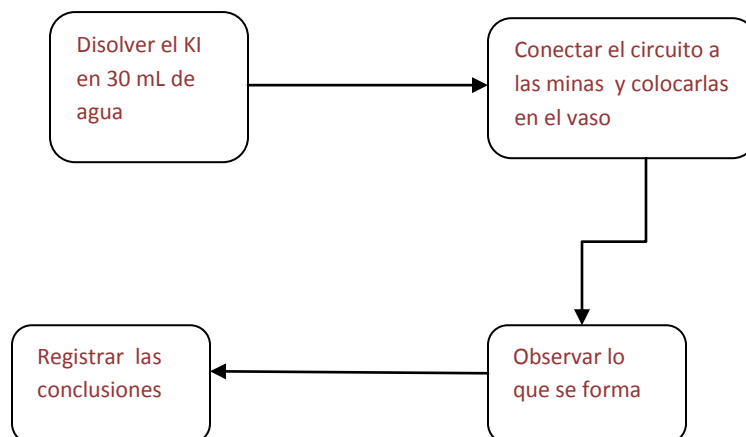 Disolver el KI
en 30 mL de
agua
Conectar el circuito a
las minas y colocarlas
en el vaso
Observar lo
que se forma
Registrar las
conclusiones